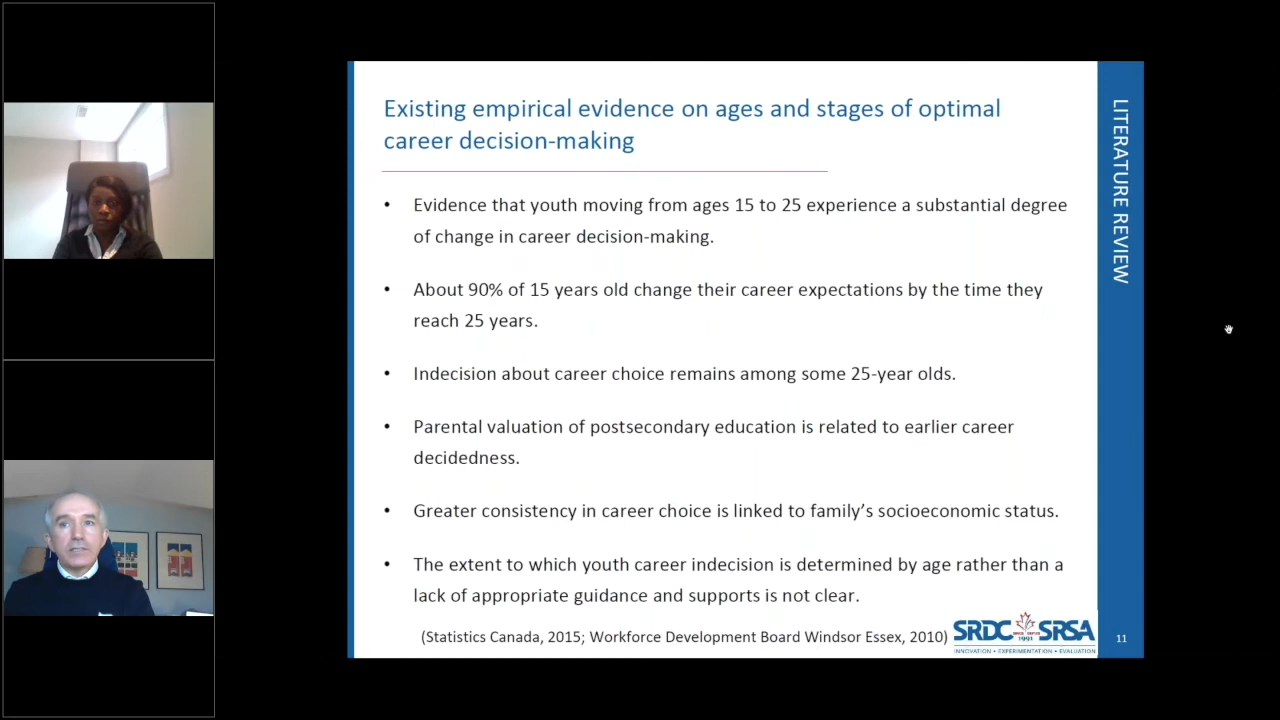 Existing empirical evidence on ages and stages of optimal
career decision-making
• Evidence that youth moving from ages 15 to 25 experience a substantial degree
of change in career decision-making.
• About 90% of 15 years old change their career expectations by the time they
reach 25 years.
• Indecision about career choice remains among some 25-year olds.
• Parental valuation of postsecondary education is related to earlier career
decidedness.
• Greater consistency in career choice is linked to family’s socioeconomic status.
• The extent to which youth career indecision is determined by age rather than a
lack of appropriate guidance and supports is not clear.
(Statistics Canada, 2015; Workforce Development Board Windsor Essex, 2010)
SRDC SRSA
1991
INNOVATION • EXPERIMENTATION • EVALUATION
LITERATURE REVIEW
11